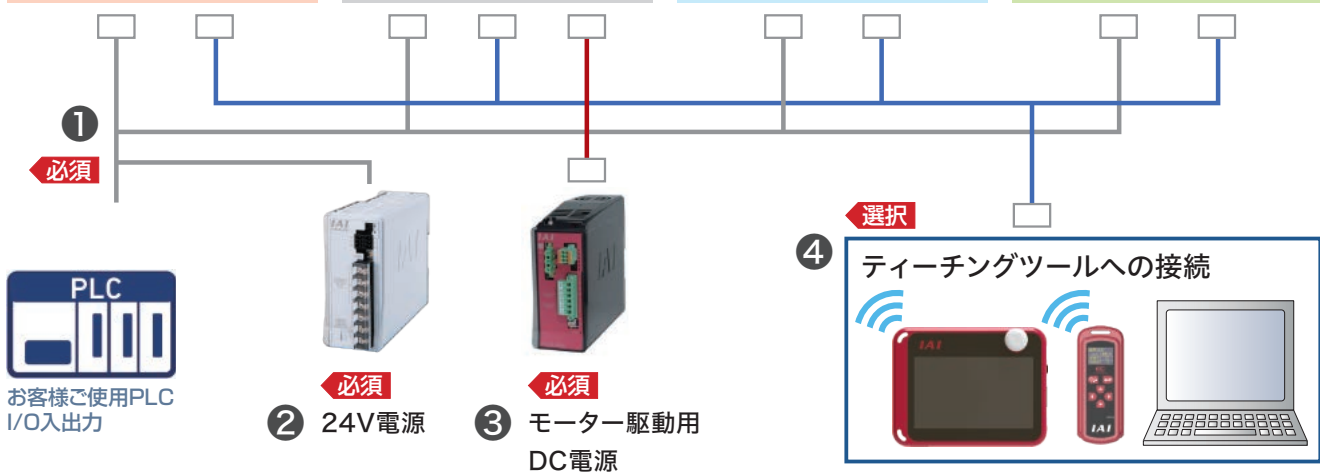 ❶
必須
選択
❹
ティーチングツールへの接続
IAI
IAI
IAI
IAI
PLC
IAI
IAI
お客様ご使用PLC
I/O入出力
必須
❷ 24V電源
必須
❸ モーター駆動用
DC電源